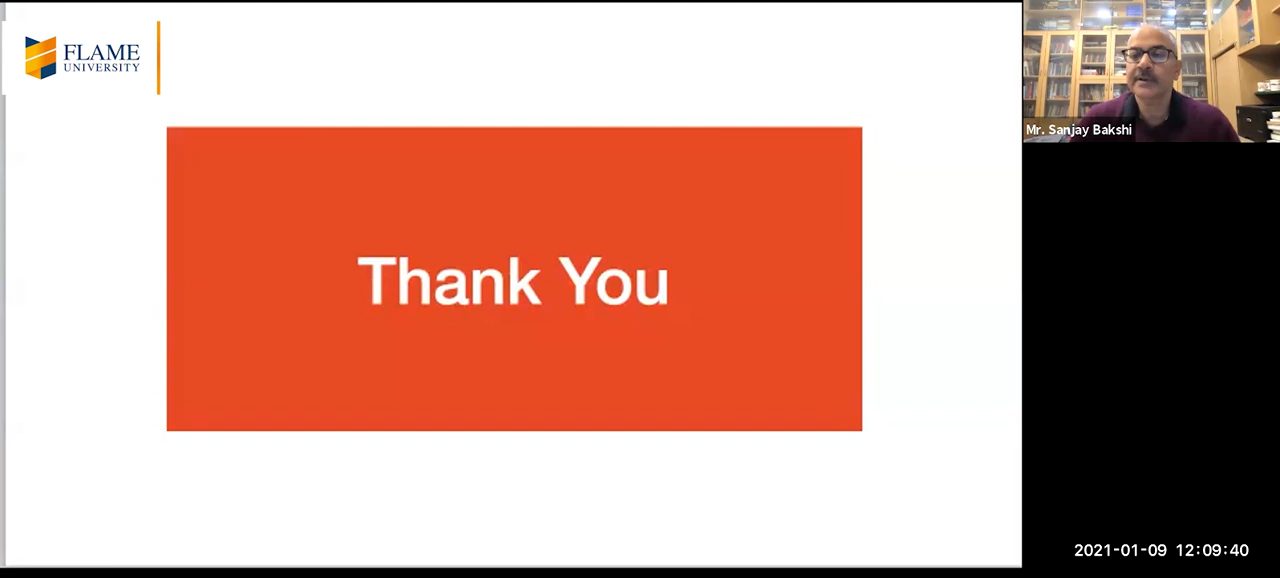 FLAME
UNIVERSITY
Thank You
Mr. Sanjay Bakshi
2021-01-09 12:09:40